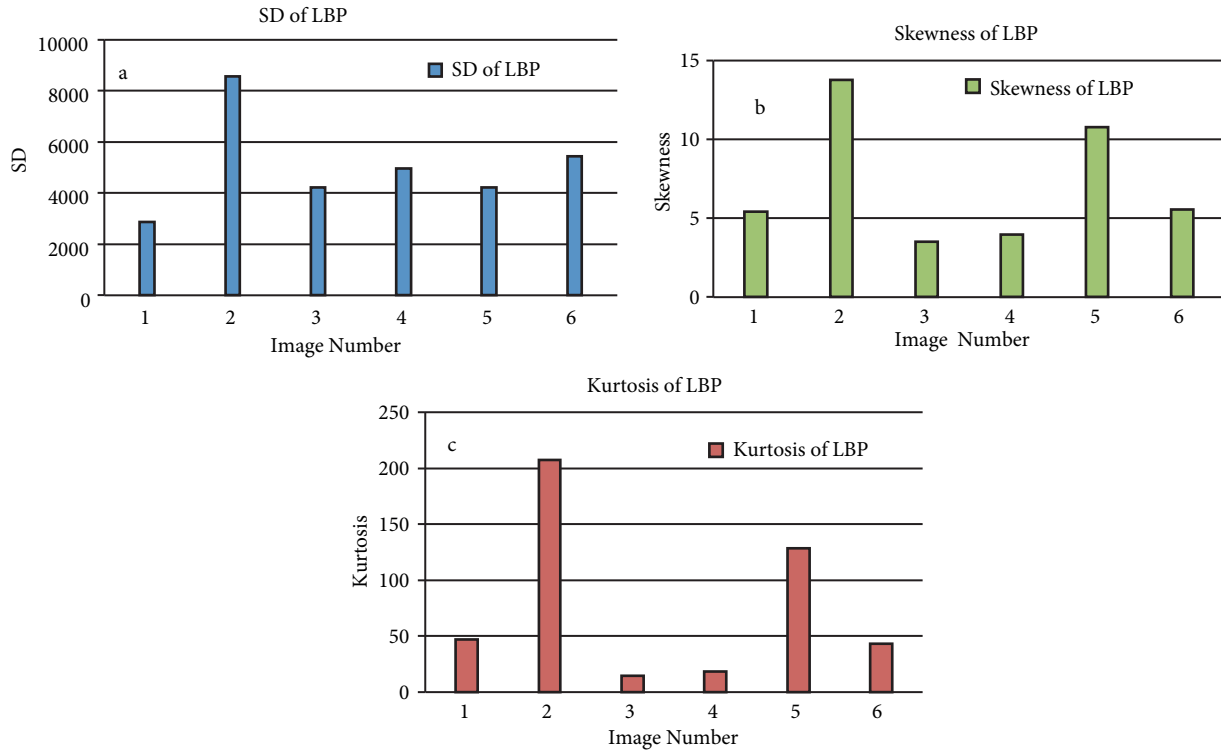 SD of LBP
10000
a
SD of LBP
8000
6000
SD
4000
2000
0
1 2 3 4 5 6
Image Number
Skewness of LBP
15
b
Skewness of LBP
10
Skewness
5
0
1 2 3 4 5 6
Image Number
Kurtosis of LBP
250
c
Kurtosis of LBP
200
150
Kurtosis
100
50
0
1 2 3 4 5 6
Image Number